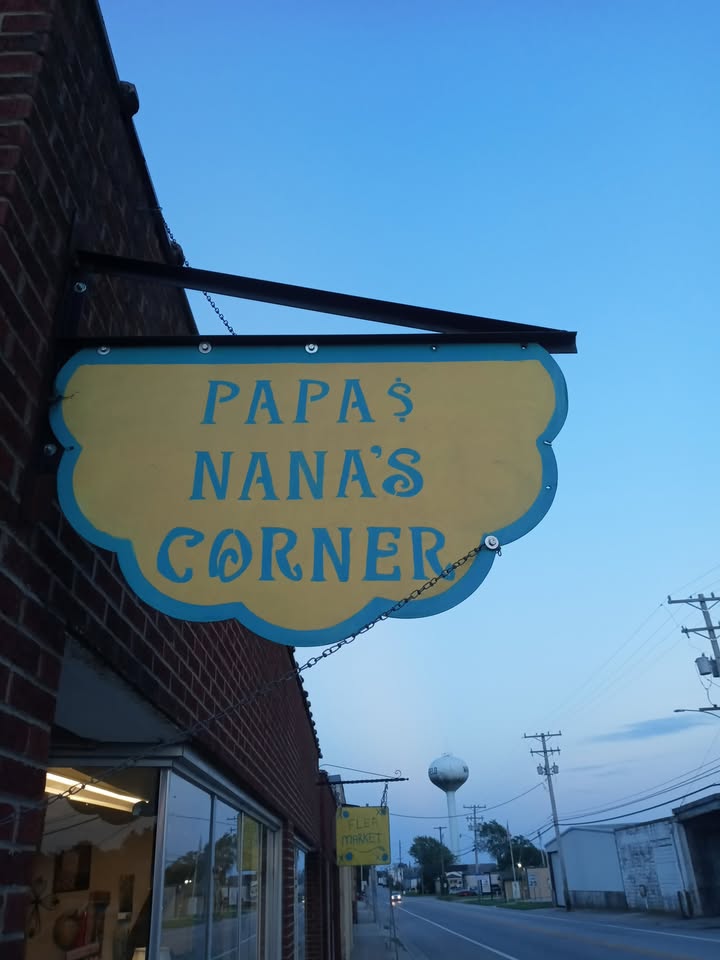 PAPA $
NANA'S
CORNER
FLEA
MARKET